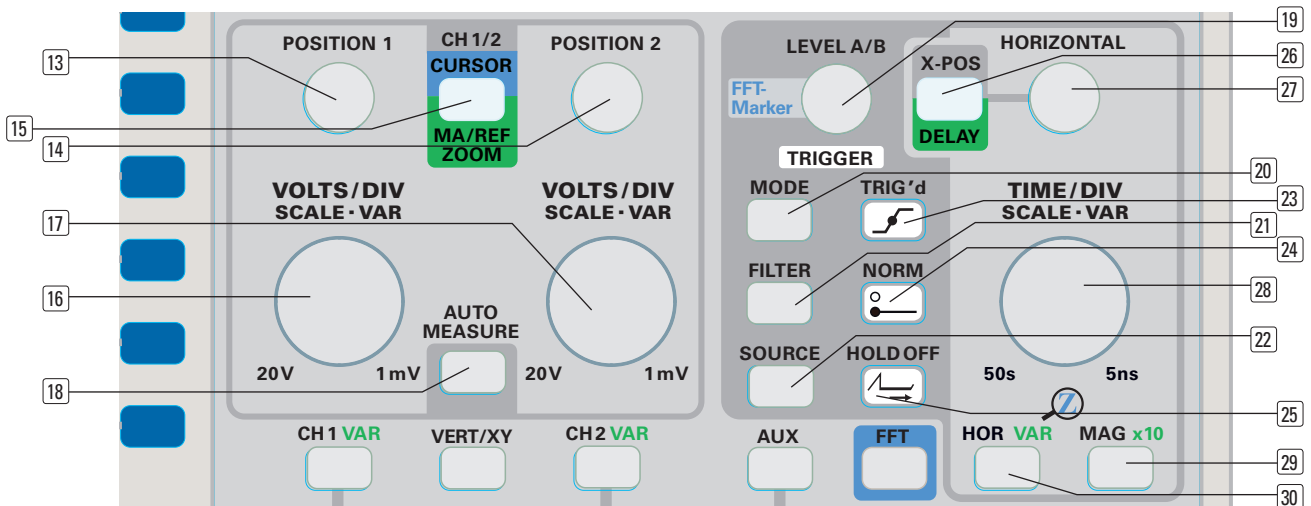 POSITION 1
CH 1/2
CURSOR
MA/REF
ZOOM
POSITION 2
LEVEL A/B
FFT-
Marker
X-POS
DELAY
HORIZONTAL
TRIGGER
VOLTS/DIV
SCALE · VAR
VOLTS/DIV
SCALE · VAR
MODE
TRIG'd
TIME/DIV
SCALE · VAR
FILTER
NORM
AUTO
MEASURE
SOURCE
HOLD OFF
20V
1mV
20V
1mV
50s
5ns
Z
CH 1 VAR
VERT/XY
CH 2 VAR
AUX
FFT
HOR VAR
MAG x10
13
15
14
17
16
18
19
26
27
20
23
21
24
28
22
25
29
30